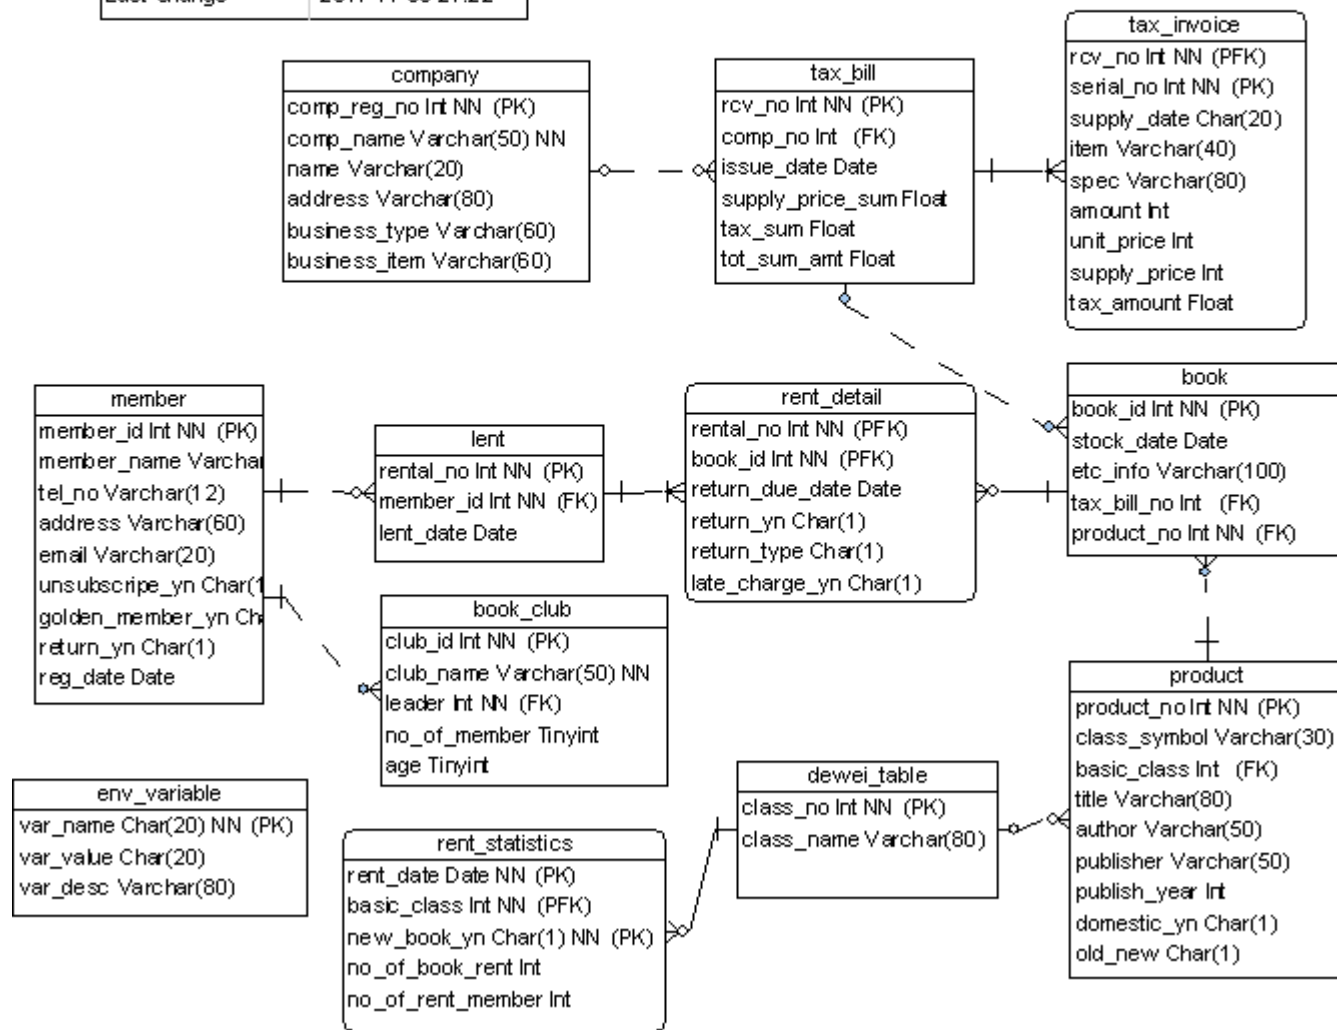 company
comp_reg_no Int NN (PK)
comp_name Varchar(50) NN
name Varchar(20)
address Varchar(80)
business_type Varchar(60)
business_item Varchar(60)
tax_bill
rcv_no Int NN (PK)
comp_no Int (FK)
issue_date Date
supply_price_sum Float
tax_sum Float
tot_sum_amt Float
tax_invoice
rcv_no Int NN (PFK)
serial_no Int NN (PK)
supply_date Char(20)
item Varchar(40)
spec Varchar(80)
amount Int
unit_price Int
supply_price Int
tax_amount Float
member
member_id Int NN (PK)
member_name Varchar
tel_no Varchar(12)
address Varchar(60)
email Varchar(20)
unsubscripe_yn Char(1
golden_member_yn Ch
return_yn Char(1)
reg_date Date
lent
rental_no Int NN (PK)
member_id Int NN (FK)
lent_date Date
rent_detail
rental_no Int NN (PFK)
book_id Int NN (PFK)
return_due_date Date
return_yn Char(1)
return_type Char(1)
late_charge_yn Char(1)
book
book_id Int NN (PK)
stock_date Date
etc_info Varchar(100)
tax_bill_no Int (FK)
product_no Int NN (FK)
book_club
club_id Int NN (PK)
club_name Varchar(50) NN
leader Int NN (FK)
no_of_member Tinyint
age Tinyint
product
product_no Int NN (PK)
class_symbol Varchar(30)
basic_class Int (FK)
title Varchar(80)
author Varchar(50)
publisher Varchar(50)
publish_year Int
domestic_yn Char(1)
old_new Char(1)
env_variable
var_name Char(20) NN (PK)
var_value Char(20)
var_desc Varchar(80)
rent_statistics
rent_date Date NN (PK)
basic_class Int NN (PFK)
new_book_yn Char(1) NN (PK)
no_of_book_rent Int
no_of_rent_member Int
dewei_table
class_no Int NN (PK)
class_name Varchar(80)